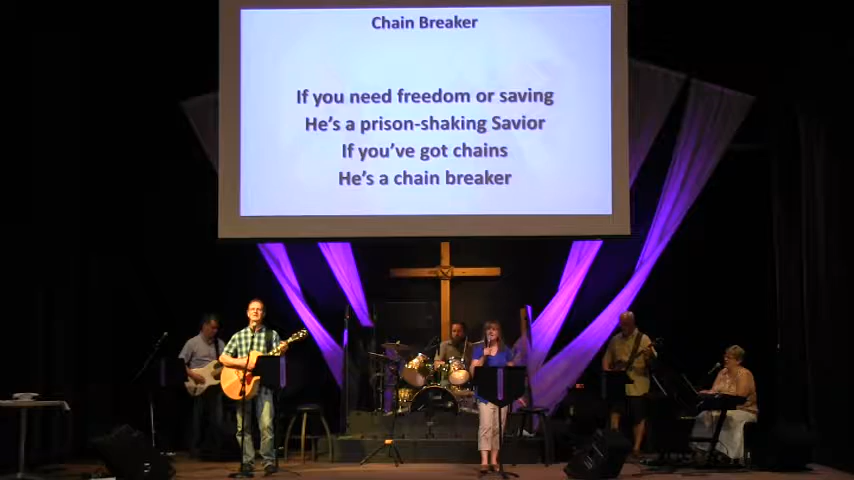 Chain Breaker
If you need freedom or saving
He's a prison-shaking Savior
If you've got chains
He's a chain breaker